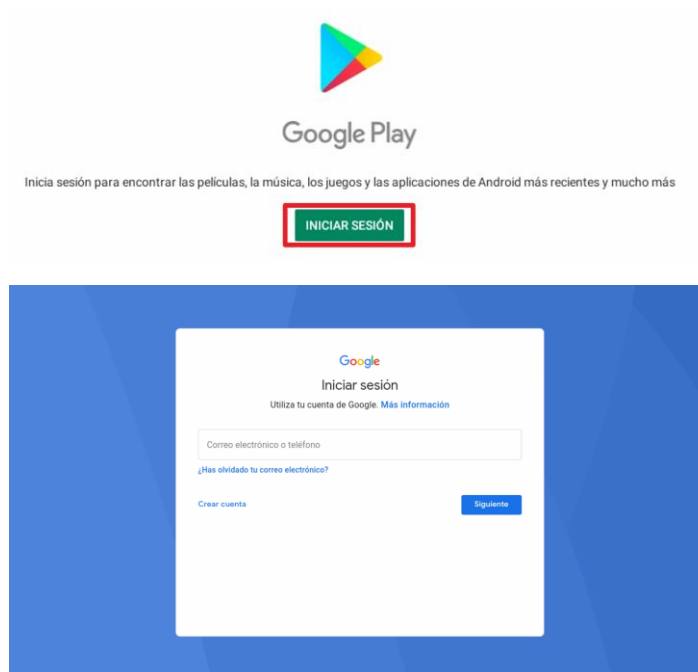 Google Play
Inicia sesión para encontrar las películas, la música, los juegos y las aplicaciones de Android más recientes y mucho más
INICIAR SESIÓN
Google
Iniciar sesión
Utiliza tu cuenta de Google. Más información
Correo electrónico o teléfono
¿Has olvidado tu correo electrónico?
Crear cuenta
Siguiente